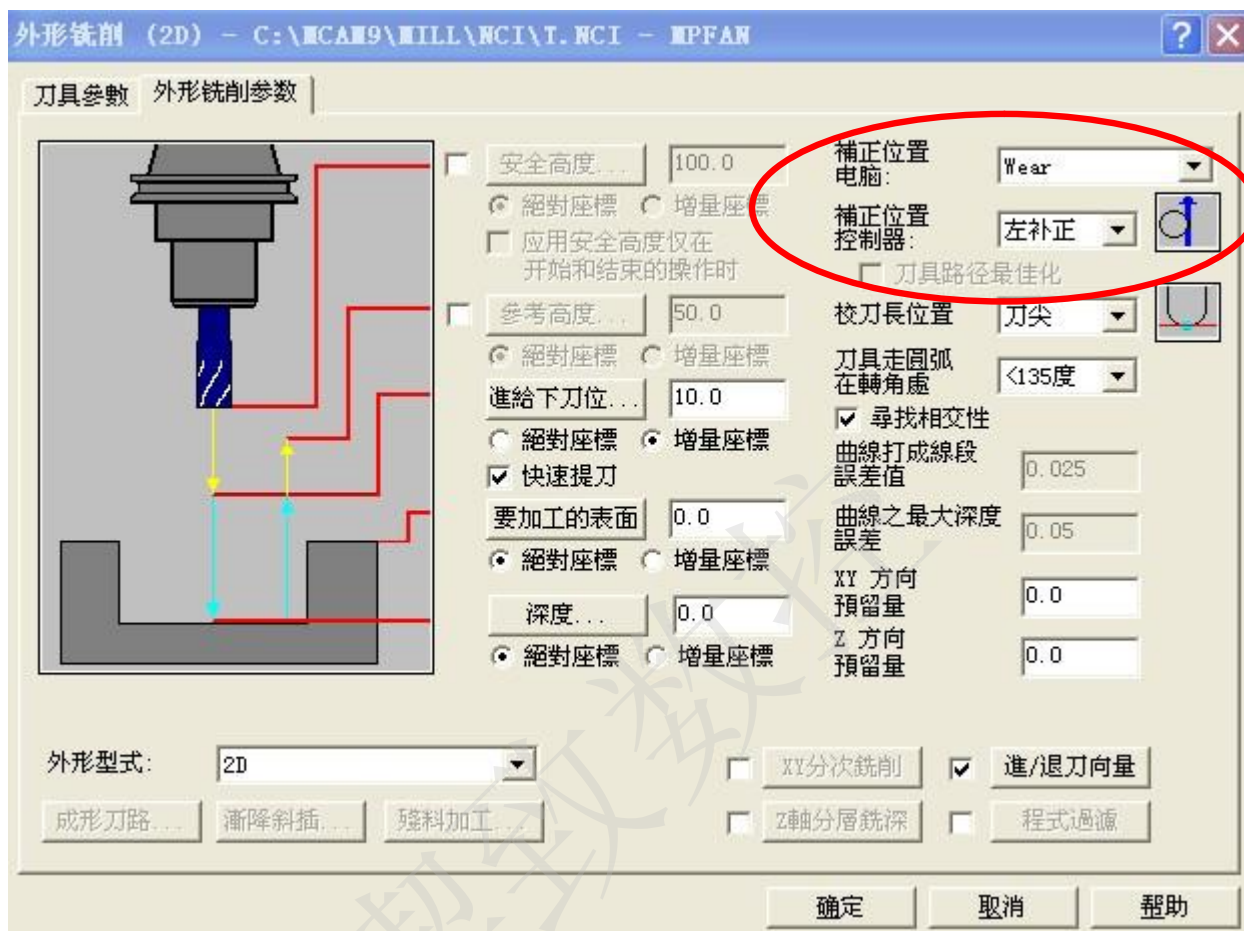 外形铣削 (2D) - C:\MCAM9\MILL\NCI\T.NCI - MPFAN
刀具參數 外形铣削参数
安全高度... 100.0
絕對座標 增量座標
应用安全高度仅在
开始和结束的操作时
參考高度... 50.0
絕對座標 增量座標
進給下刀位... 10.0
絕對座標 增量座標
快速提刀
要加工的表面 0.0
絕對座標 增量座標
深度... 0.0
絕對座標 增量座標
補正位置
电脑: Wear
補正位置
控制器: 左补正
刀具路径最佳化
校刀長位置 刀尖
刀具走圆弧
在轉角處 <135度
尋找相交性
曲線打成線段
誤差值 0.025
曲線之最大深度
誤差 0.05
XY 方向
預留量 0.0
Z 方向
預留量 0.0
外形型式: 2D
XY分次銑削 進/退刀向量
成形刀路... 漸降斜插... 殘料加工... Z軸分層銑深 程式過濾
确定 取消 帮助
数控